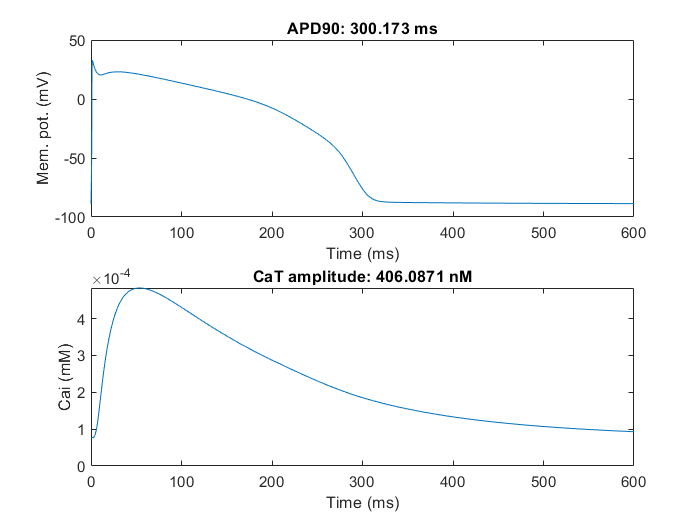 APD90: 300.173 ms
50
0
-50
-100
Mem. pot. (mV)
0 100 200 300 400 500 600
Time (ms)
CaT amplitude: 406.0871 nM
×10⁻⁴
4
3
2
1
0
Cai (mM)
0 100 200 300 400 500 600
Time (ms)